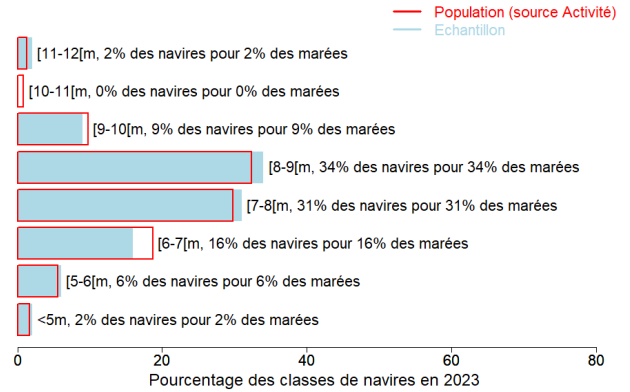 Population (source Activité)
Echantillon
[11-12[m, 2% des navires pour 2% des marées
[10-11[m, 0% des navires pour 0% des marées
[9-10[m, 9% des navires pour 9% des marées
[8-9[m, 34% des navires pour 34% des marées
[7-8[m, 31% des navires pour 31% des marées
[6-7[m, 16% des navires pour 16% des marées
[5-6[m, 6% des navires pour 6% des marées
<5m, 2% des navires pour 2% des marées
0 20 40 60 80
Pourcentage des classes de navires en 2023